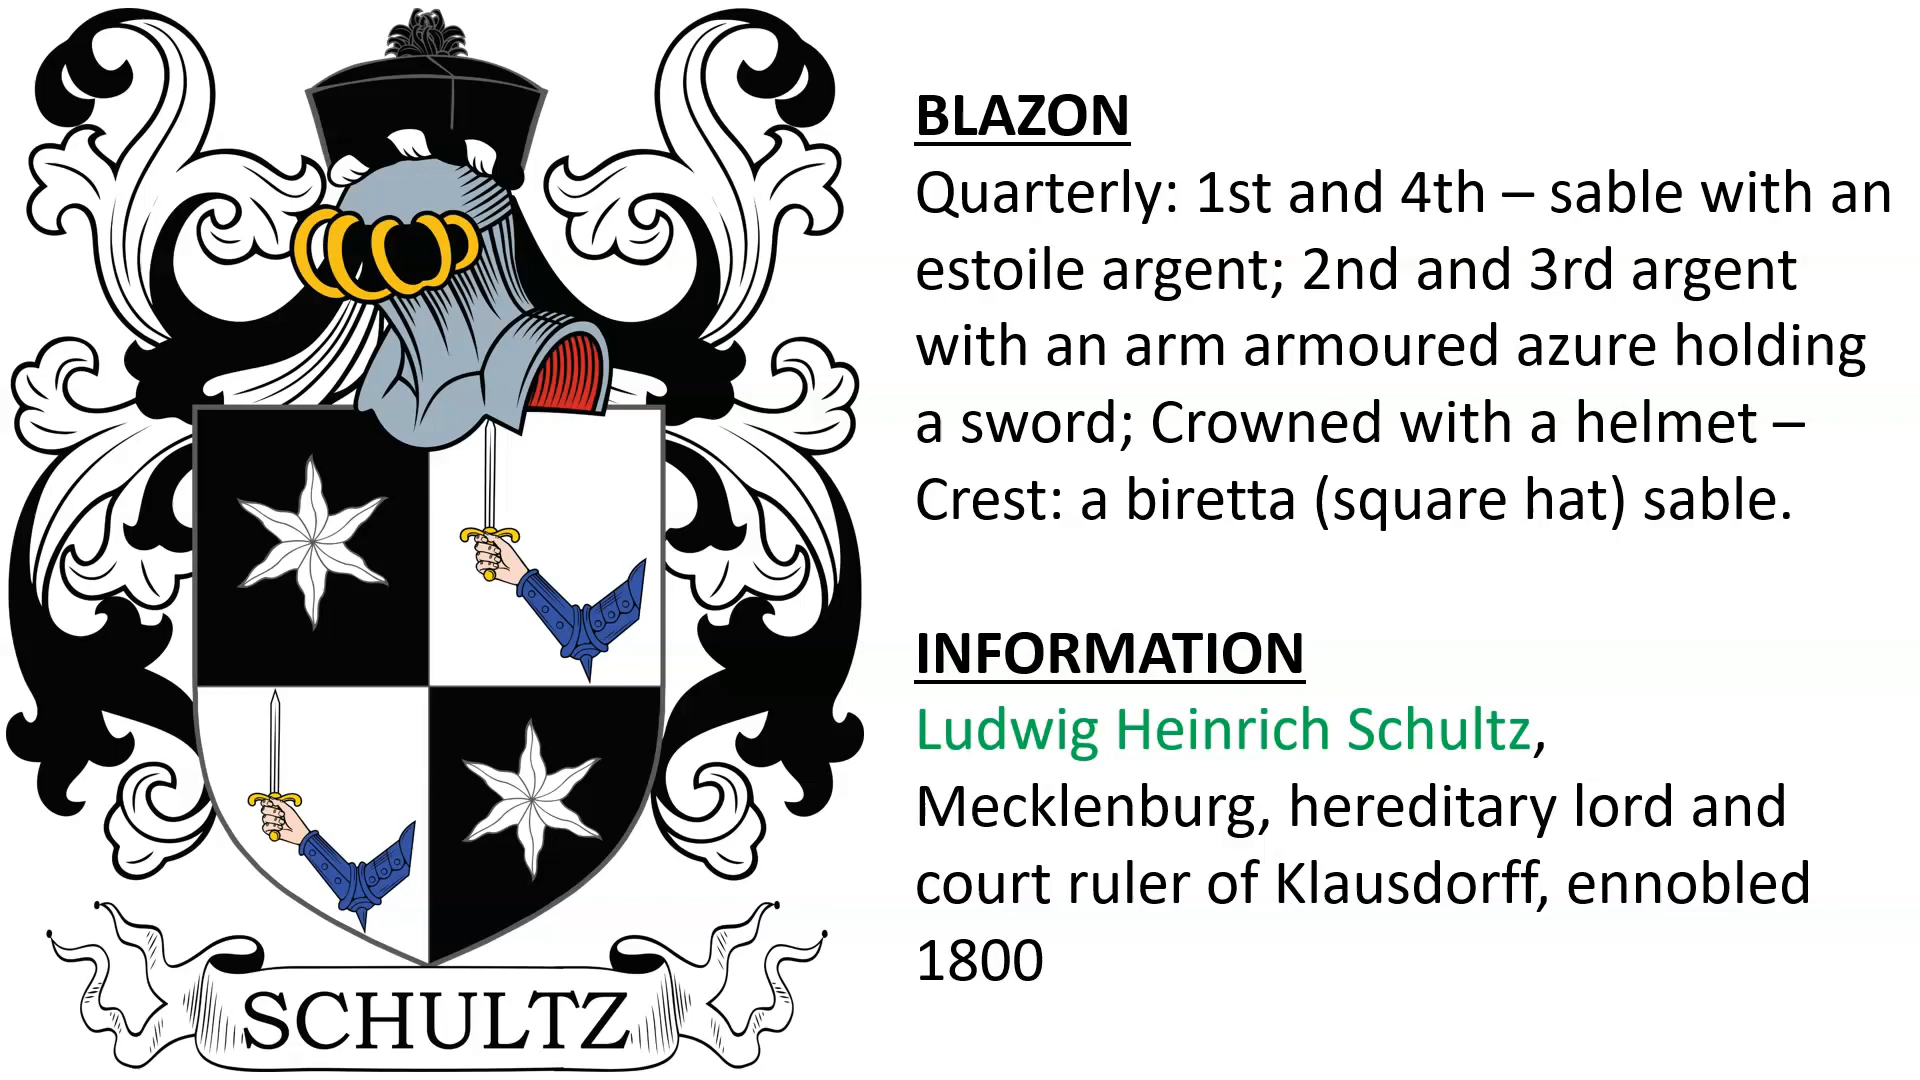 BLAZON
Quarterly: 1st and 4th – sable with an
estoile argent; 2nd and 3rd argent
with an arm armoured azure holding
a sword; Crowned with a helmet –
Crest: a biretta (square hat) sable.
INFORMATION
Ludwig Heinrich Schultz,
Mecklenburg, hereditary lord and
court ruler of Klausdorff, ennobled
1800
SCHULTZ